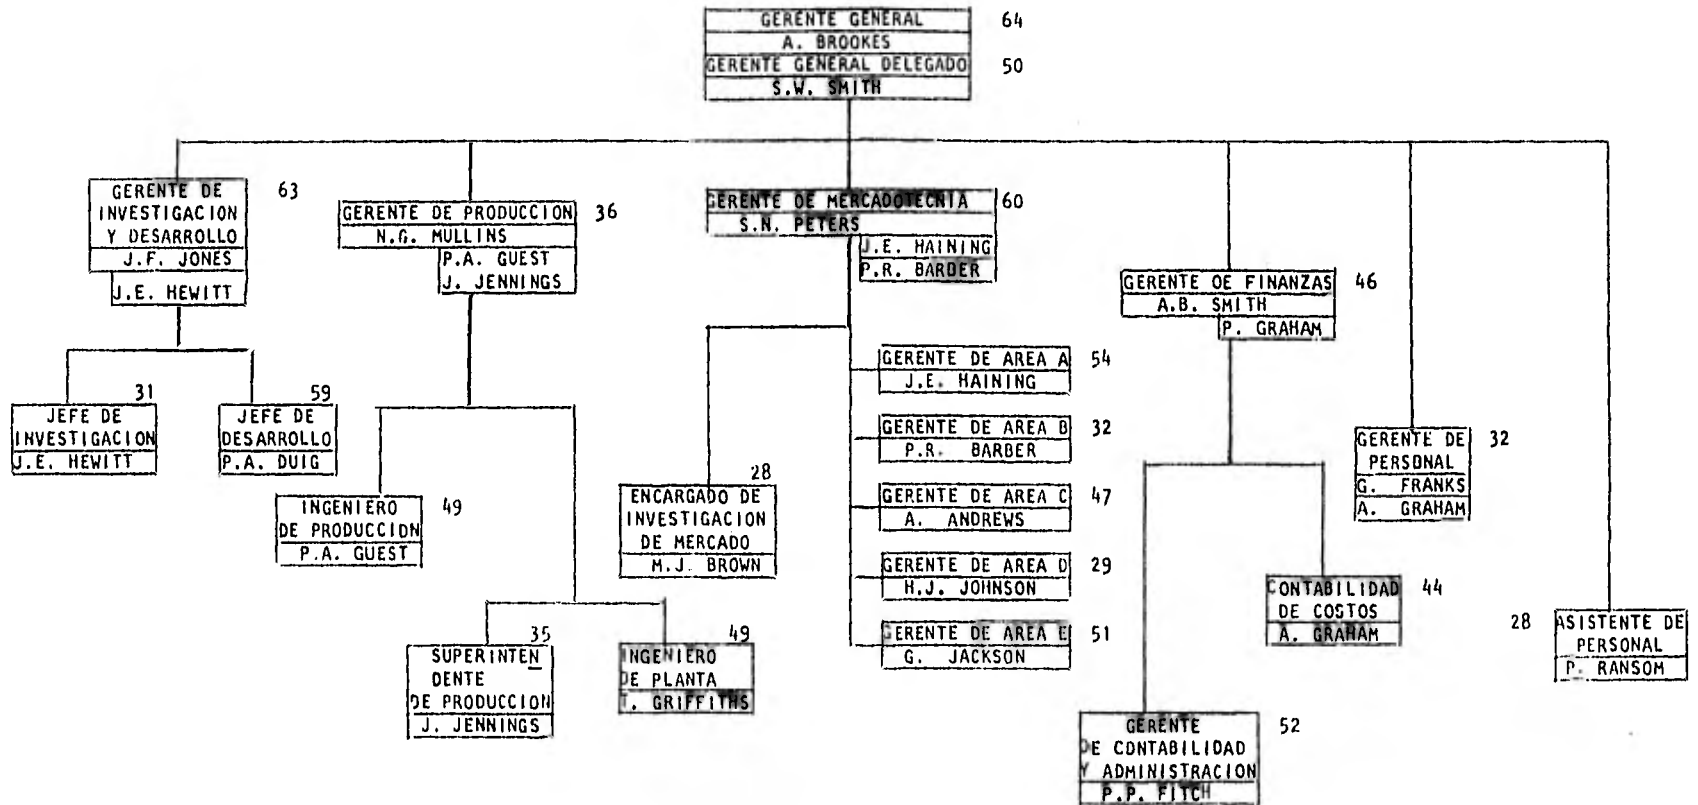 GERENTE GENERAL 64
A. BROOKES
GERENTE GENERAL DELEGADO 50
S.W. SMITH
GERENTE DE 63
INVESTIGACION
Y DESARROLLO
J.F. JONES
J.E. HEWITT
GERENTE DE PRODUCCION 36
N.G. MULLINS
P.A. GUEST
J. JENNINGS
GERENTE DE MERCADOTECNIA 60
S.N. PETERS
J.E. HAINING
P.R. BARDER
GERENTE DE FINANZAS 46
A.B. SMITH
P. GRAHAM
31
JEFE DE
INVESTIGACION
J.E. HEWITT
59
JEFE DE
DESARROLLO
P.A. DUIG
INGENIERO 49
DE PRODUCCION
P.A. GUEST
35
SUPERINTEN
DENTE
DE PRODUCCION
J. JENNINGS
49
INGENIERO
DE PLANTA
T. GRIFFITHS
28
ENCARGADO DE
INVESTIGACION
DE MERCADO
M.J. BROWN
GERENTE DE AREA A 54
J.E. HAINING
GERENTE DE AREA B 32
P.R. BARBER
GERENTE DE AREA C 47
A. ANDREWS
GERENTE DE AREA D 29
H.J. JOHNSON
GERENTE DE AREA E 51
G. JACKSON
GERENTE DE 32
PERSONAL
G. FRANKS
A. GRAHAM
CONTABILIDAD 44
DE COSTOS
A. GRAHAM
28 ASISTENTE DE
PERSONAL
P. RANSOM
GERENTE 52
DE CONTABILIDAD
Y ADMINISTRACION
P.P. FITCH